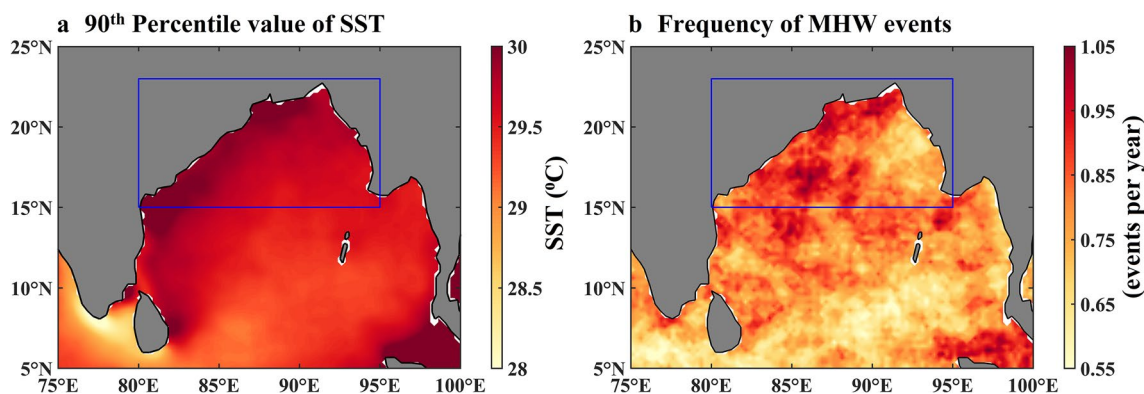 a 90th Percentile value of SST
25°N
20°N
15°N
10°N
5°N
75°E
80°E
85°E
90°E
95°E
100°E
30
29.5
29
28.5
28
SST (⁰C)
b Frequency of MHW events
25°N
20°N
15°N
10°N
5°N
75°E
80°E
85°E
90°E
95°E
100°E
1.05
0.95
0.85
0.75
0.65
0.55
(events per year)